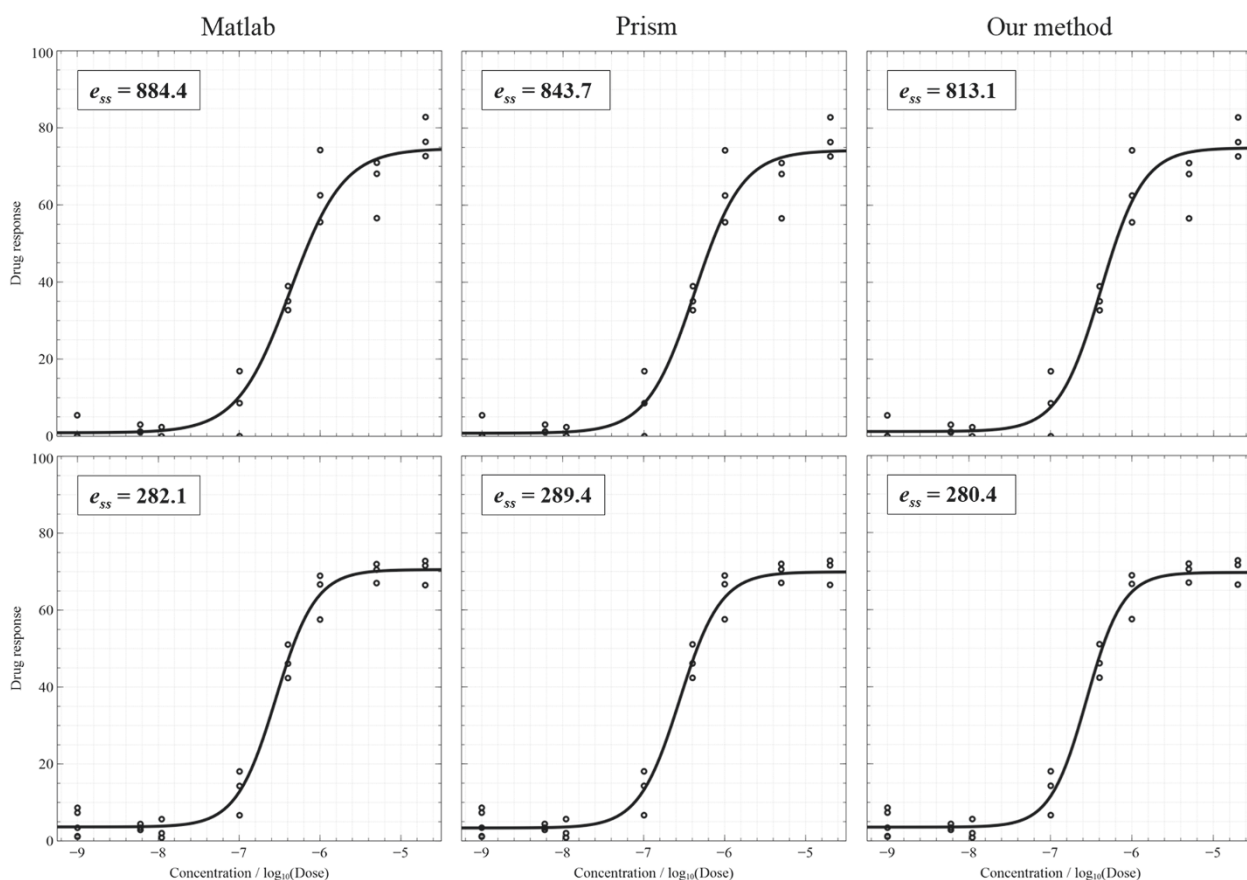 Matlab Prism Our method
100
80
60
40
20
0
Drug response
e_ss = 884.4
e_ss = 843.7
e_ss = 813.1
100
80
60
40
20
0
Drug response
e_ss = 282.1
e_ss = 289.4
e_ss = 280.4
−9 −8 −7 −6 −5
−9 −8 −7 −6 −5
−9 −8 −7 −6 −5
Concentration / log₁₀(Dose)
Concentration / log₁₀(Dose)
Concentration / log₁₀(Dose)